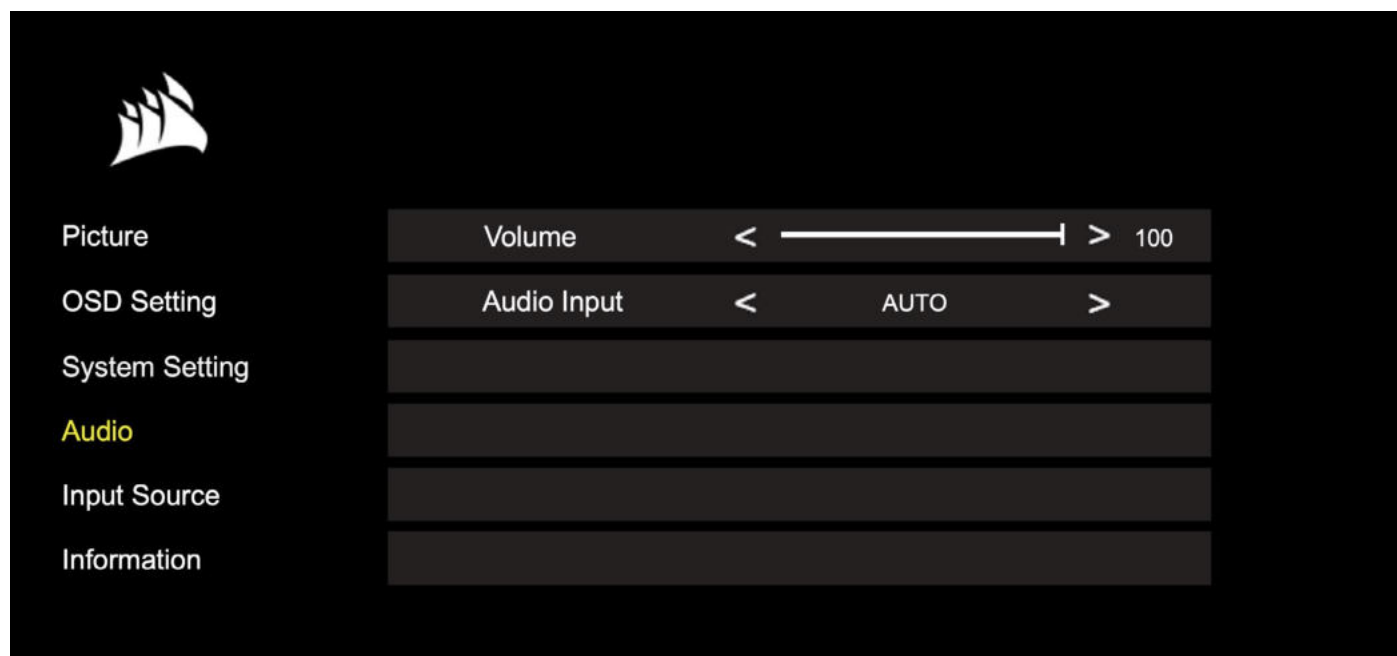 Picture
Volume < > 100
OSD Setting
Audio Input < AUTO >
System Setting
Audio
Input Source
Information